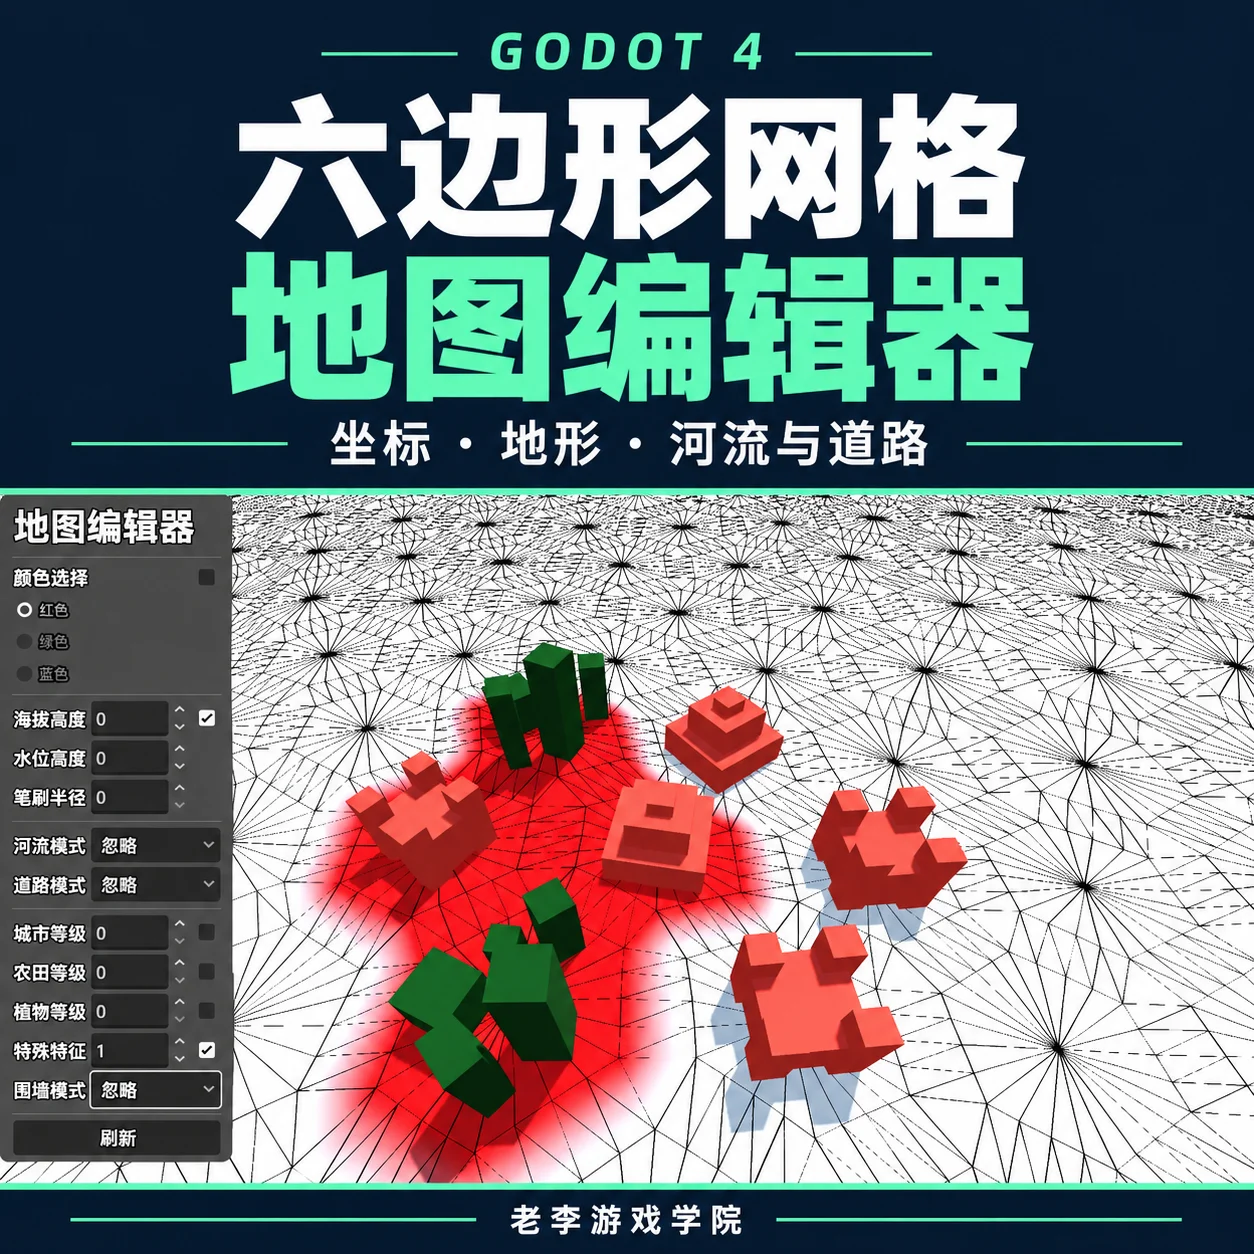 GODOT 4
六边形网格
地图编辑器
坐标·地形·河流与道路
地图编辑器
颜色选择
红色
绿色
蓝色
海拔高度 0
水位高度 0
笔刷半径 0
河流模式 忽略
道路模式 忽略
城市等级 0
农田等级 0
植物等级 0
特殊特征 1
围墙模式 忽略
刷新
老李游戏学院